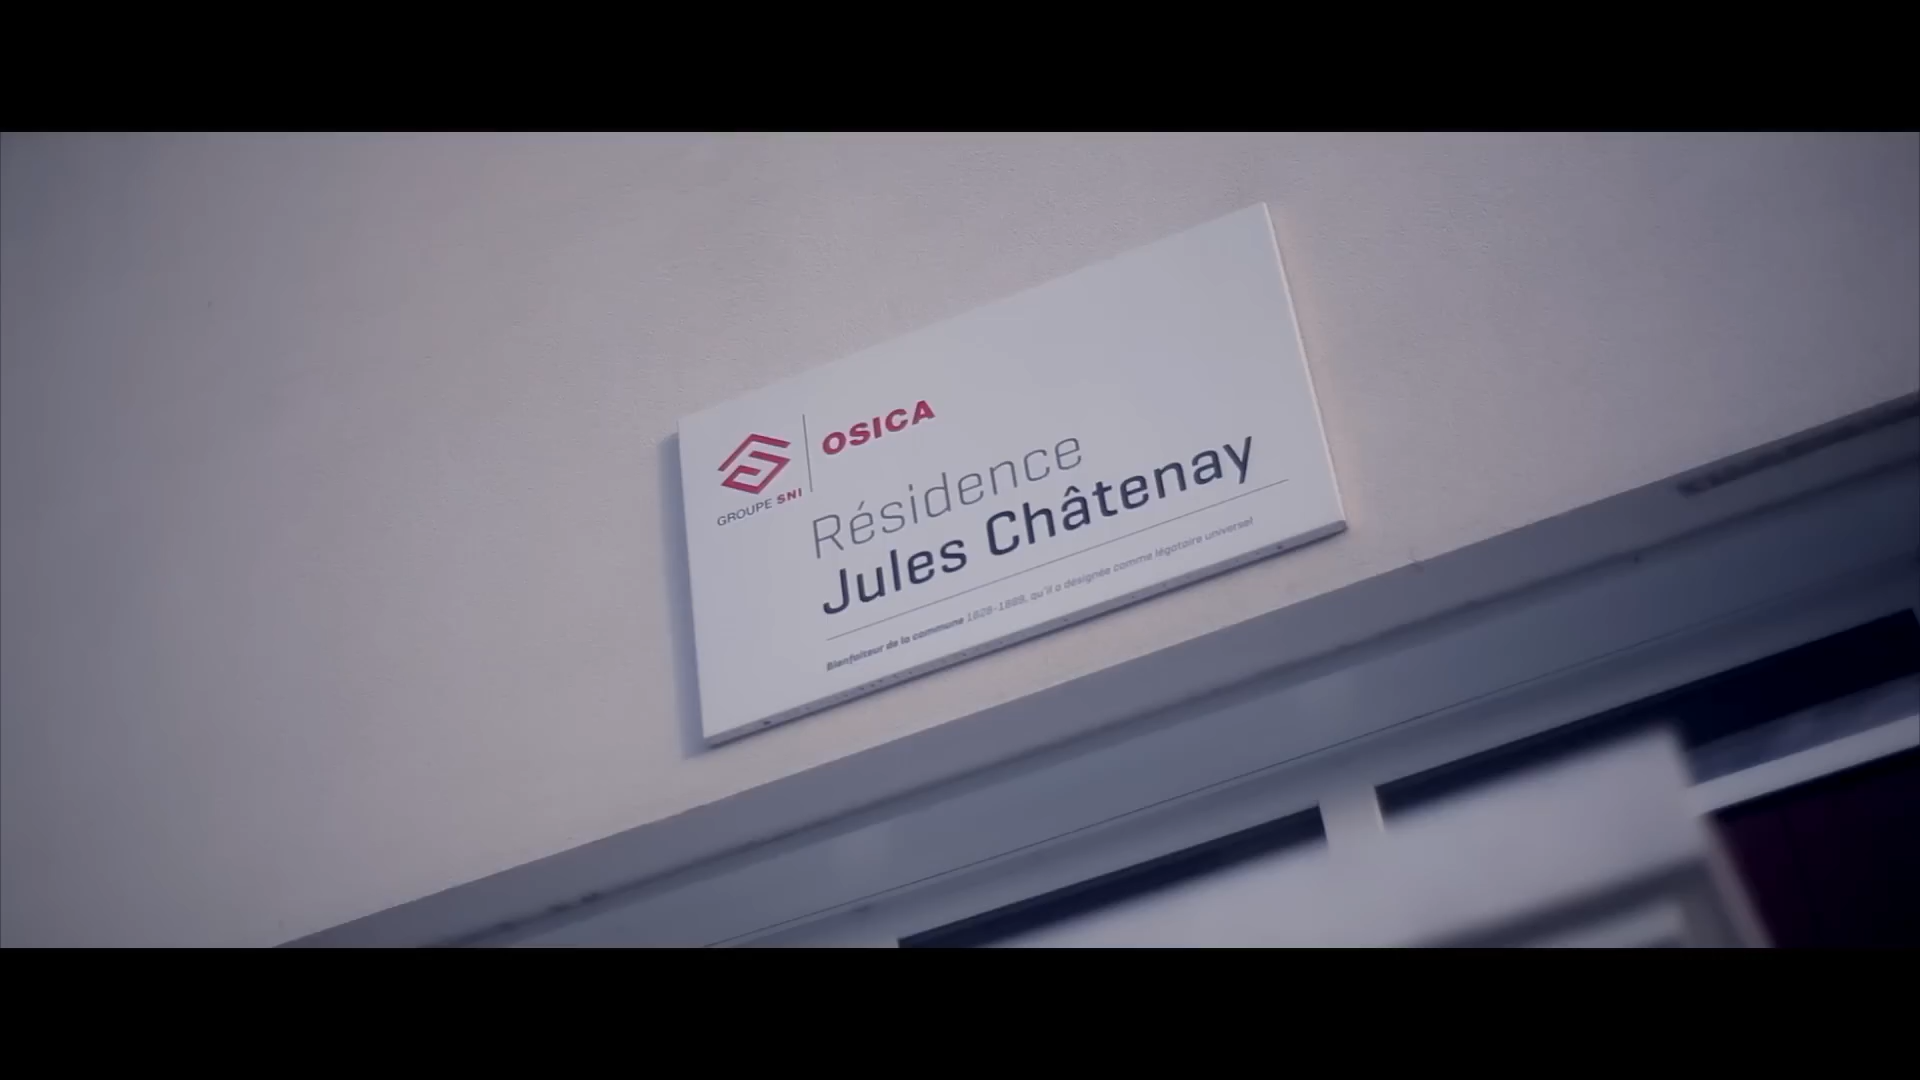 OSICA
GROUPE SNI
Résidence
Jules Châtenay
Bienfaiteur de la commune 1828-1889, qu'il a désignée comme légataire universel